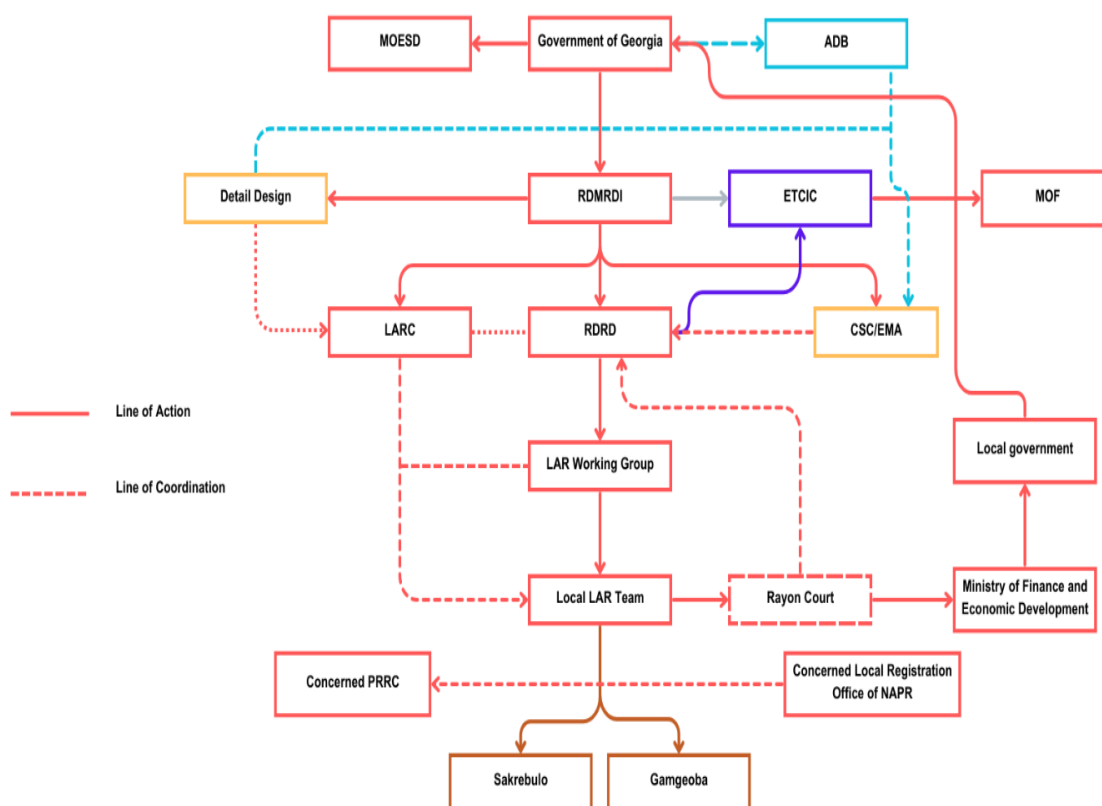 MOESD
Government of Georgia
ADB
Detail Design
RDMRDI
ETCIC
MOF
LARC
RDRD
CSC/EMA
Line of Action
Local government
LAR Working Group
Line of Coordination
Local LAR Team
Rayon Court
Ministry of Finance and
Economic Development
Concerned PRRC
Concerned Local Registration
Office of NAPR
Sakrebulo
Gamgeoba